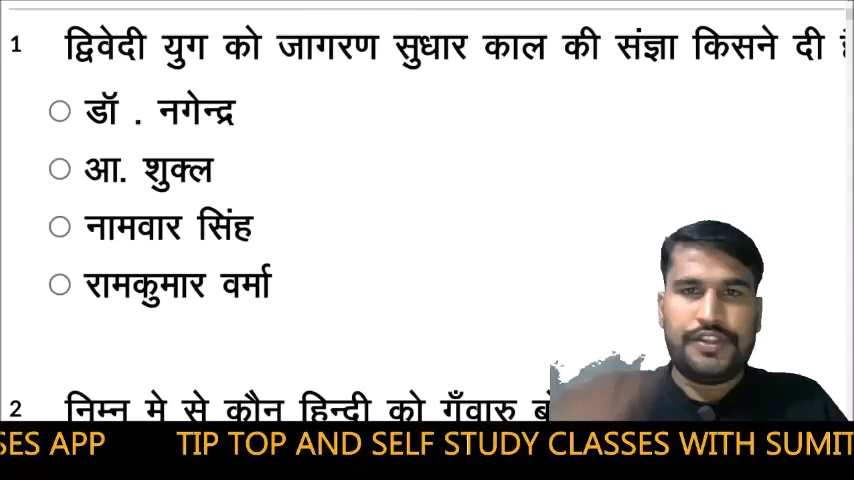 1 द्विवेदी युग को जागरण सुधार काल की संज्ञा किसने दी
डॉ . नगेन्द्र
आ. शुक्ल
नामवार सिंह
रामकुमार वर्मा
2 निम्न मे से कौन हिन्दी को गँवारु
SES APP TIP TOP AND SELF STUDY CLASSES WITH SUMIT